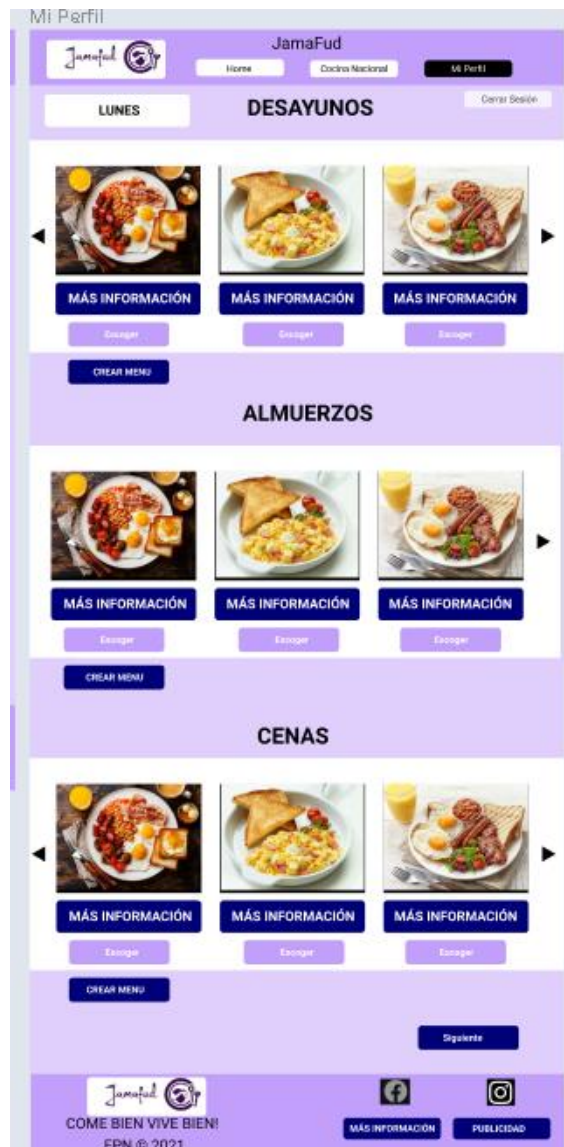 Mi Perfil
Jamafud
JamaFud
Home
Cocina Nacional
Mi Perfil
LUNES
DESAYUNOS
Cerrar Sesión
MÁS INFORMACIÓN
MÁS INFORMACIÓN
MÁS INFORMACIÓN
Escoger
Escoger
Escoger
CREAR MENU
ALMUERZOS
MÁS INFORMACIÓN
MÁS INFORMACIÓN
MÁS INFORMACIÓN
Escoger
Escoger
Escoger
CREAR MENU
CENAS
MÁS INFORMACIÓN
MÁS INFORMACIÓN
MÁS INFORMACIÓN
Escoger
Escoger
Escoger
CREAR MENU
Siguiente
Jamafud
COME BIEN VIVE BIEN!
EPN © 2021
MÁS INFORMACIÓN
PUBLICIDAD